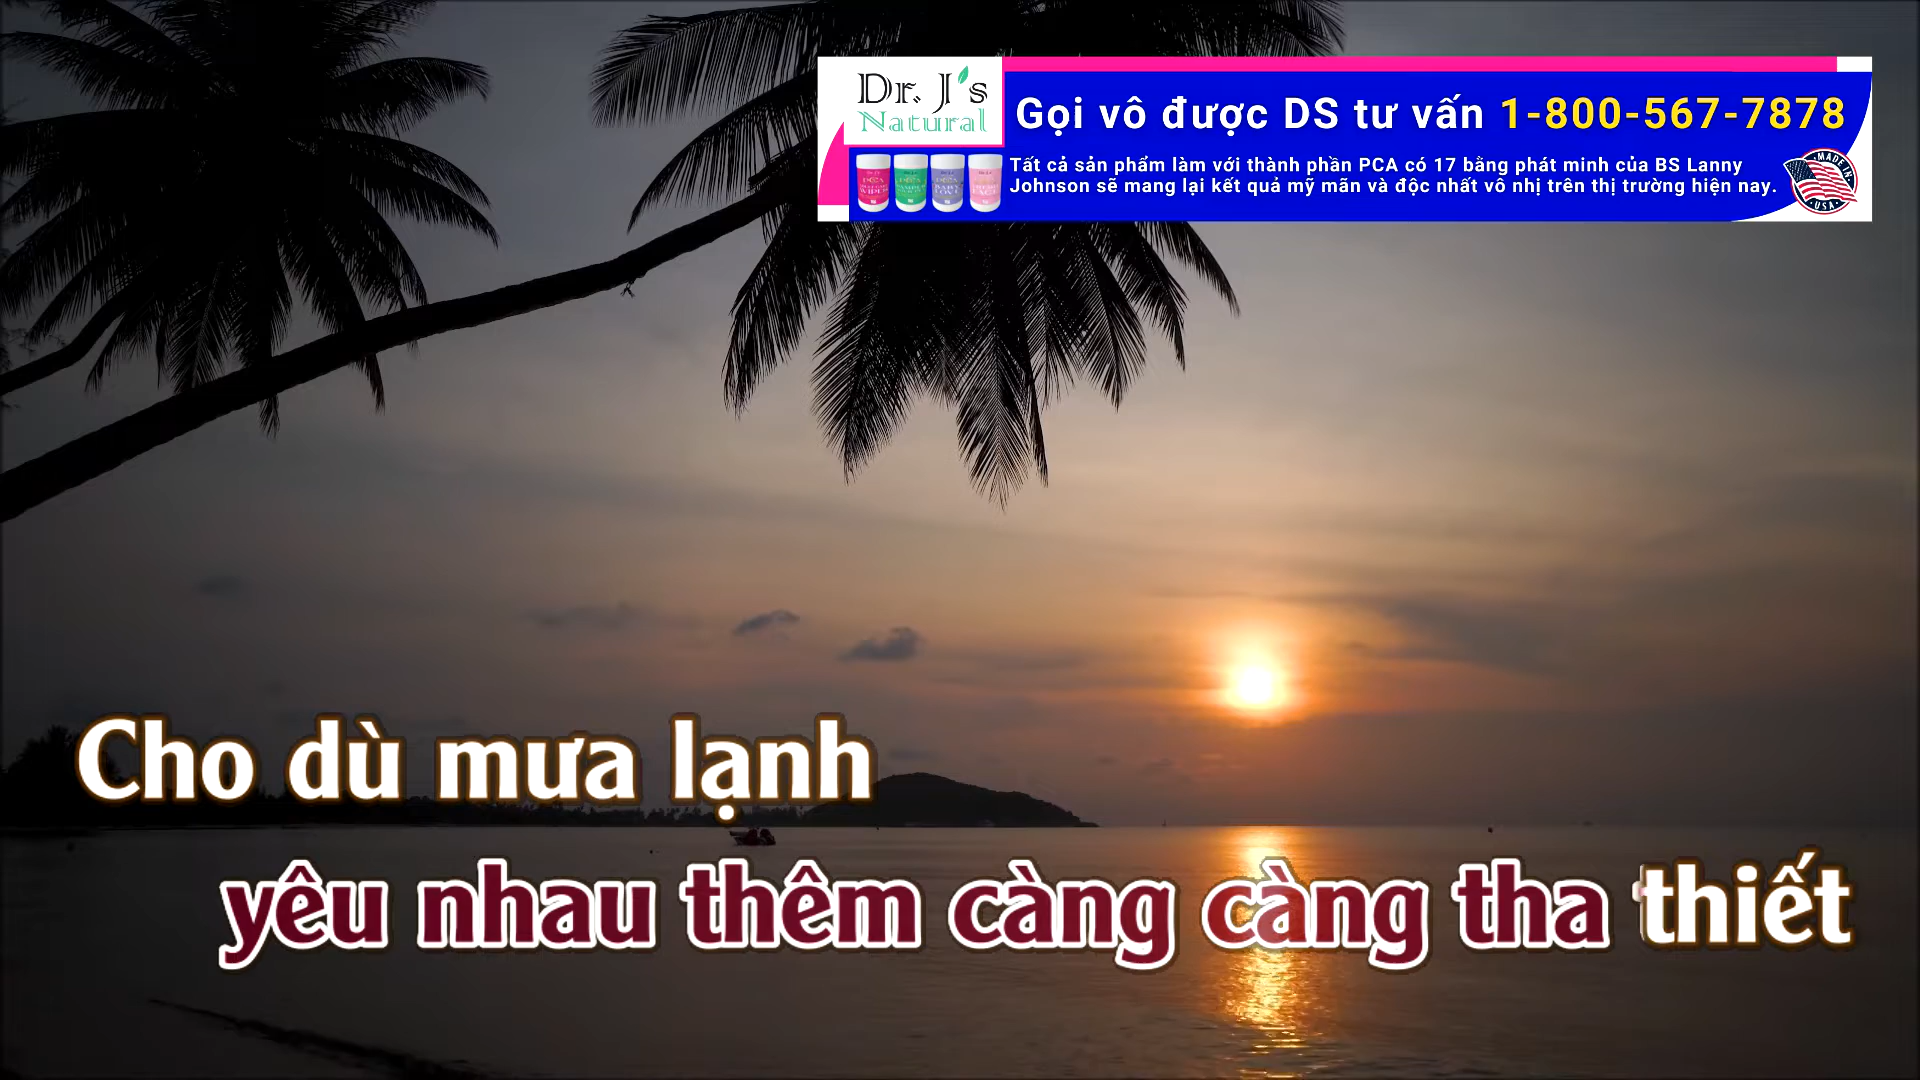 Dr. J's
Natural
Gọi vô được DS tư vấn 1-800-567-7878
Tất cả sản phẩm làm với thành phần PCA có 17 bằng phát minh của BS Lanny
Johnson sẽ mang lại kết quả mỹ mãn và độc nhất vô nhị trên thị trường hiện nay.
MADE IN
USA
Cho dù mưa lạnh
yêu nhau thêm càng càng tha thiết